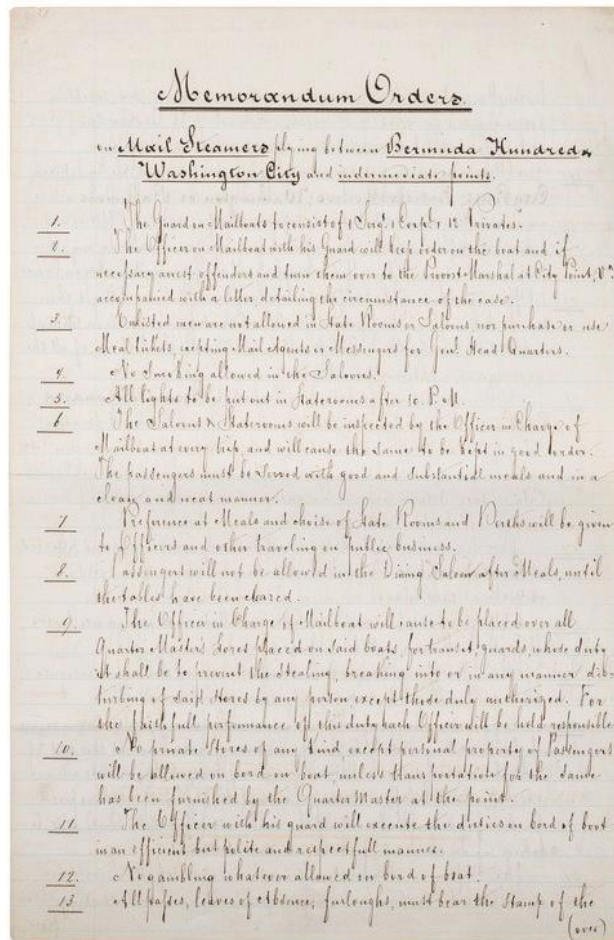 Memorandum Orders
on Mail Steamers plying between Bermuda Hundred &
Washington City and indermediate points.
1. The Guard on Mailboats to consist of 1 Sergt. 1 Corpl. & 12 Privates.
2. The Officer on Mailboat with his Guard will keep order on the boat and if
necessary arrest offenders and turn them over to the Provost Marshal at City Point, Va
accompanied with a letter detailing the circumstance of the case.
3. Enlisted men are not allowed in State Rooms or Saloons, nor purchase or use
Meal tickets, excepting Mail Agents or Messengers for Genl. Head Quarters.
4. No Smoking allowed in the Saloons.
5. All lights to be put out in Staterooms after 10. P. M.
6. The Saloons & Staterooms will be inspected by the Officer in Charge of
Mailboat at every trip, and will cause the same to be kept in good order.
The passengers must be served with good and substantial meals and in a
clean and neat manner.
7 Preference at Meals and choise of State Rooms and Berths will be given
to Officers and other traveling on public business.
8. Passengers will not be allowed in the Dining Saloon after Meals, until
the tables have been cleared.
9. The Officer in Charge of Mailboat will cause to be placed over all
Quarter Master's Stores placed on said boats, for transit, guards, whose duty
it shall be to prevent the stealing, breaking into or in any manner dis-
turbing of said stores by any person except those duly authorized. For
the faithfull performance of this duty each Officer will be held responsible
10. No private Stores of any kind, except personal property of Passengers
will be allowed on bord on boat, unless transportation for the same
has been furnished by the Quarter Master at the point.
11. The Officer with his guard will execute the duties on bord of boat
in an efficient but polite and respectfull manner.
12. No gambling whatever allowed on bord of boat.
13 All passes, leaves of Absence, furloughs, must bear the Stamp of the
(over)